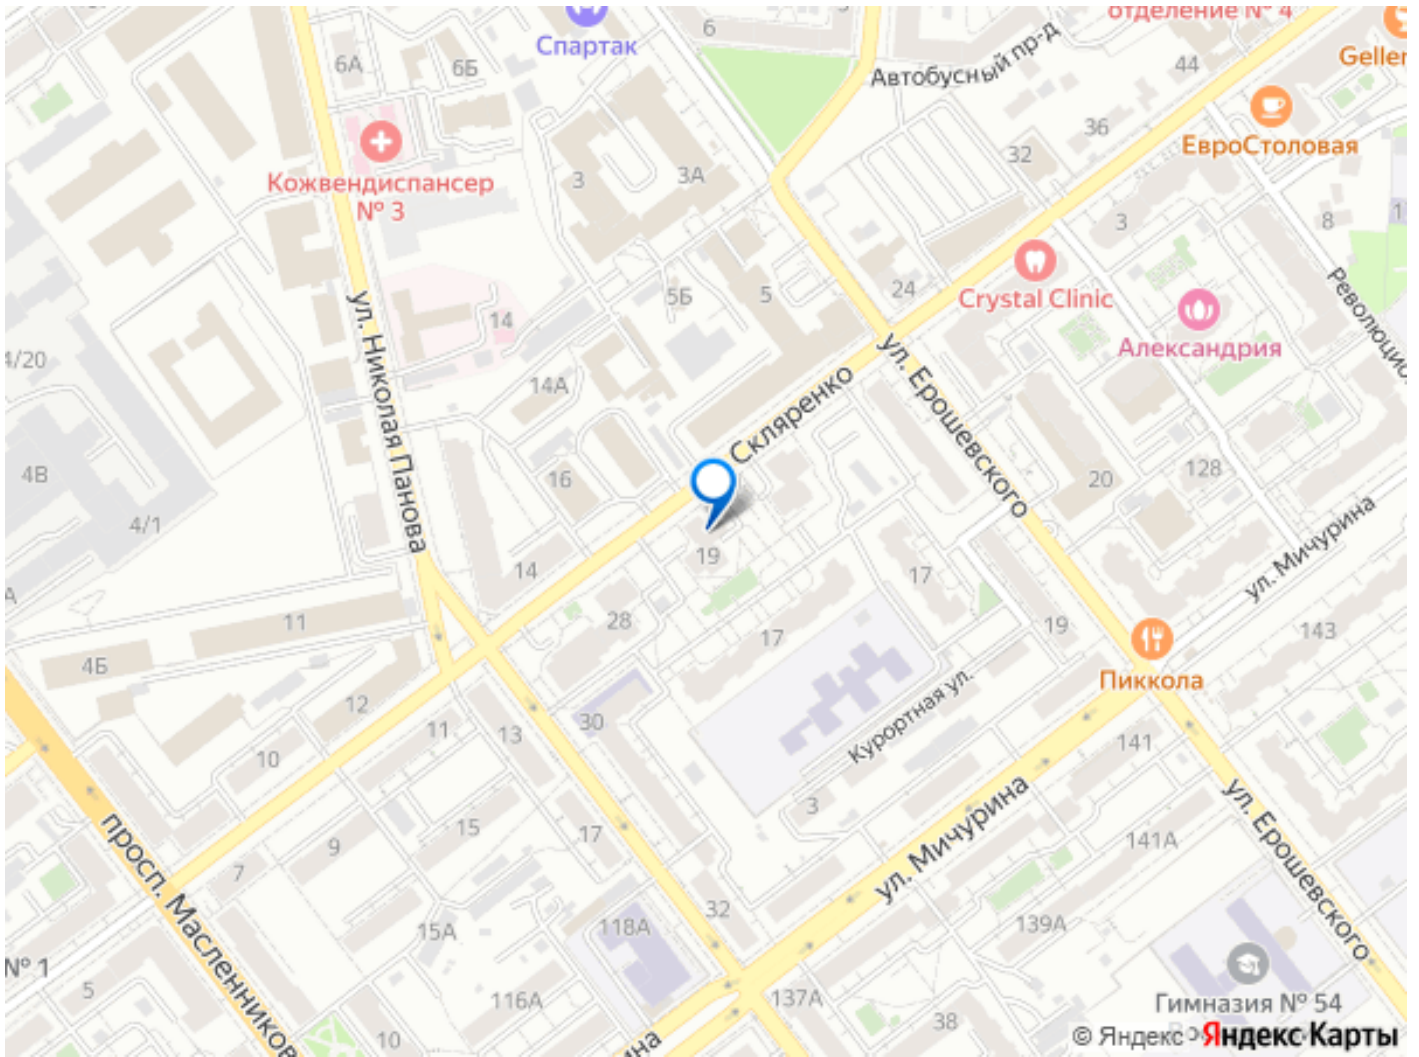 отделение № 4
6
Спартак
Автобусный пр-д
44
Geller
6А
6Б
36
ЕвроСтоловая
32
Кожвендиспансер
№ 3
3
3А
3
8
Crystal Clinic
24
5Б
5
14
Александрия
Революцио
4/20
ул. Николая Панова
14А
Скляренко
ул. Ерошевского
4В
16
20
128
4/1
19
14
17
ул. Мичурина
11
28
17
19
143
4Б
Пиккола
12
30
Курортная ул.
11
13
141
10
3
15
17
ул. Мичурина
141А
ул. Ерошевского
9
7
просп. Масленников
32
118А
15А
139А
№ 1
5
116А
137А
38
10
Гимназия № 54
© Яндекс
Яндекс Карты